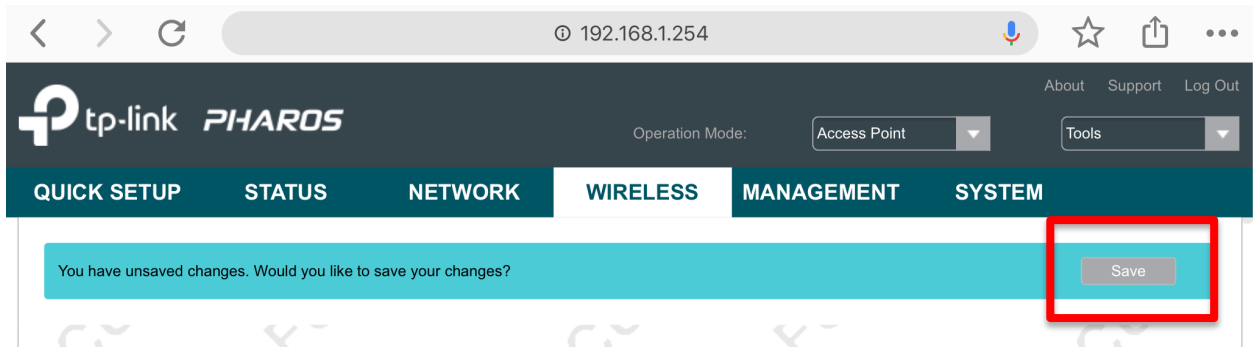 192.168.1.254
About Support Log Out
tp-link PHAROS
Operation Mode: Access Point Tools
QUICK SETUP STATUS NETWORK WIRELESS MANAGEMENT SYSTEM
You have unsaved changes. Would you like to save your changes? Save